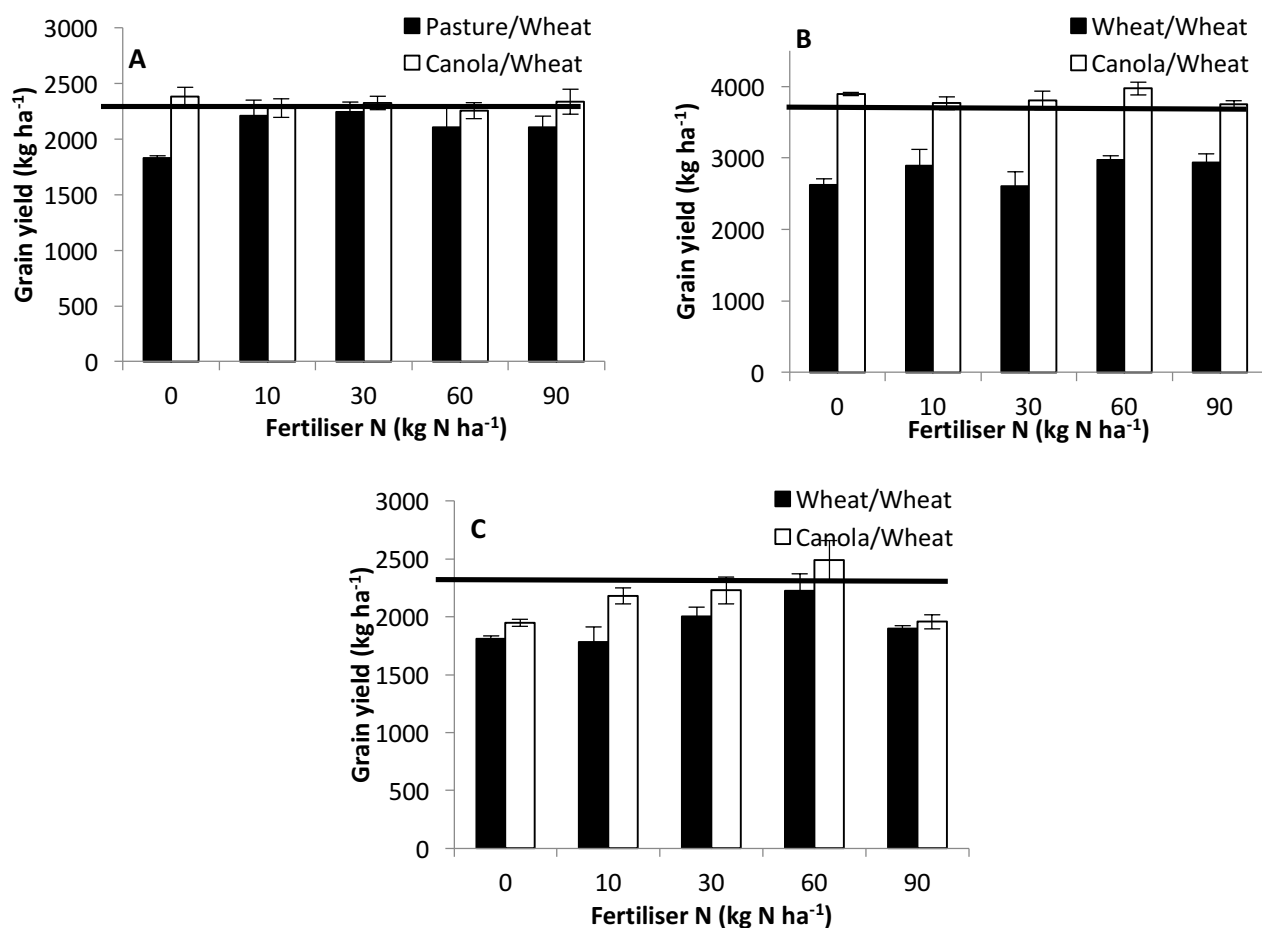 A
Pasture/Wheat
Canola/Wheat
Grain yield (kg ha⁻¹)
3000
2500
2000
1500
1000
500
0
0 10 30 60 90
Fertiliser N (kg N ha⁻¹)
B
Wheat/Wheat
Canola/Wheat
Grain yield (kg ha⁻¹)
4000
3000
2000
1000
0
0 10 30 60 90
Fertiliser N (kg N ha⁻¹)
C
Wheat/Wheat
Canola/Wheat
Grain yield (kg ha⁻¹)
3000
2500
2000
1500
1000
500
0
0 10 30 60 90
Fertiliser N (kg N ha⁻¹)